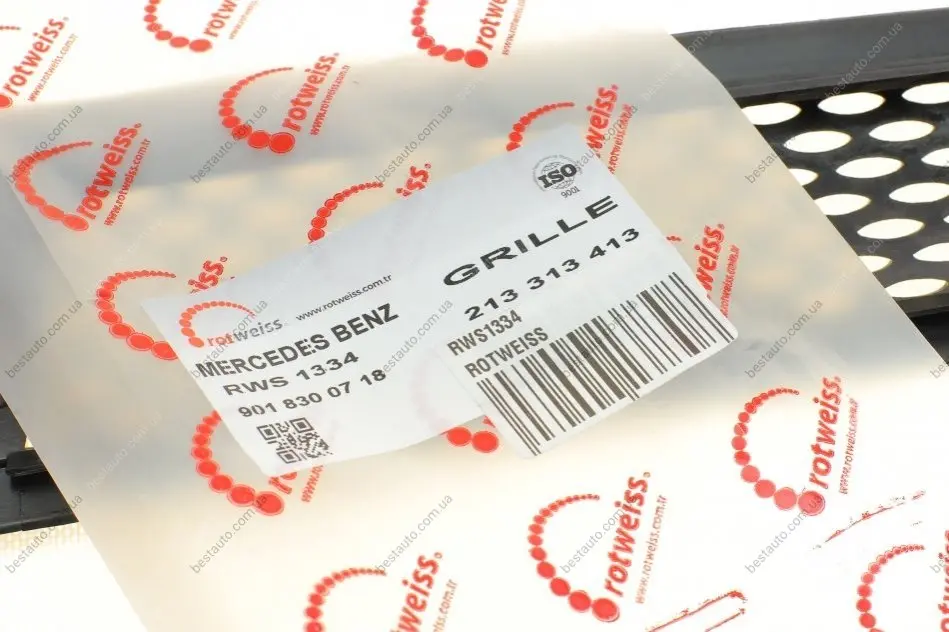 rotweiss
www.rotweiss.com.tr
MERCEDES BENZ
RWS 1334
901 830 07 18
ISO
9001
GRILLE
213 313 413
RWS1334
ROTWEISS
rotweiss.
www.rotweiss.com.tr
bestauto.com.ua